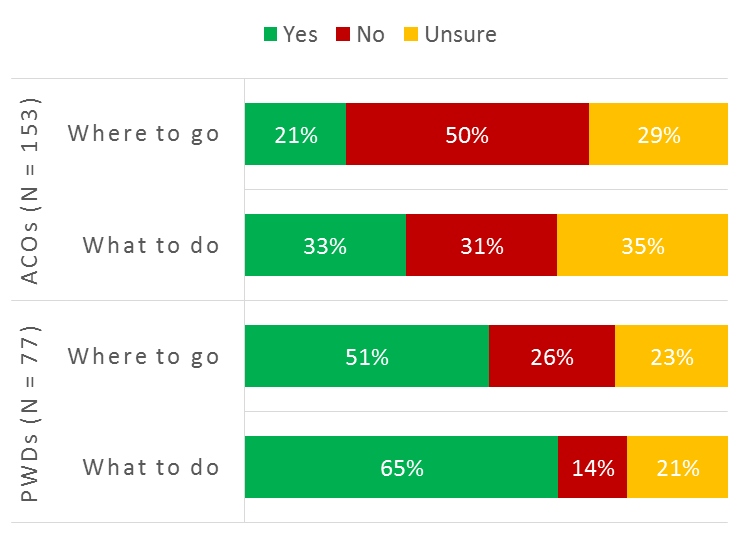 Yes No Unsure
ACOs (N = 153)
Where to go
21% 50% 29%
What to do
33% 31% 35%
PWDs (N = 77)
Where to go
51% 26% 23%
What to do
65% 14% 21%